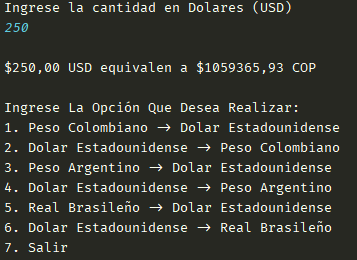 Ingrese la cantidad en Dolares (USD)
250
$250,00 USD equivalen a $1059365,93 COP
Ingrese La Opción Que Desea Realizar:
1. Peso Colombiano → Dolar Estadounidense
2. Dolar Estadounidense → Peso Colombiano
3. Peso Argentino → Dolar Estadounidense
4. Dolar Estadounidense → Peso Argentino
5. Real Brasileño → Dolar Estadounidense
6. Dolar Estadounidense → Real Brasileño
7. Salir